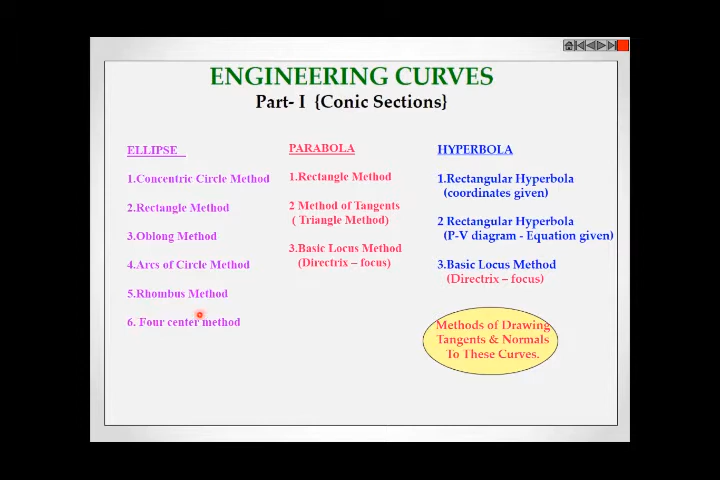 ENGINEERING CURVES
Part- I {Conic Sections}
ELLIPSE
1.Concentric Circle Method
2.Rectangle Method
3.Oblong Method
4.Arcs of Circle Method
5.Rhombus Method
6. Four center method
PARABOLA
1.Rectangle Method
2 Method of Tangents
( Triangle Method)
3.Basic Locus Method
(Directrix – focus)
HYPERBOLA
1.Rectangular Hyperbola
(coordinates given)
2 Rectangular Hyperbola
(P-V diagram - Equation given)
3.Basic Locus Method
(Directrix – focus)
Methods of Drawing
Tangents & Normals
To These Curves.